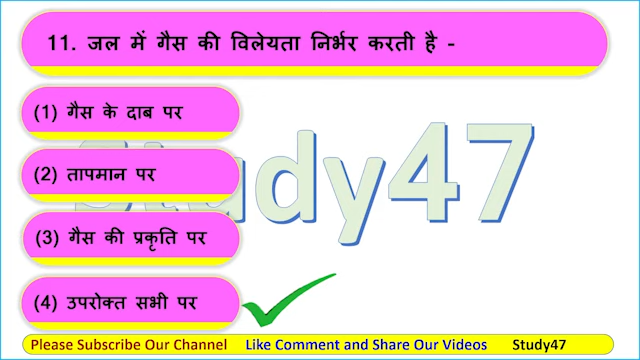 11. जल में गैस की विलेयता निर्भर करती है -
(1) गैस के दाब पर
(2) तापमान पर
(3) गैस की प्रकृति पर
(4) उपरोक्त सभी पर
Study47
Please Subscribe Our Channel Like Comment and Share Our Videos Study47